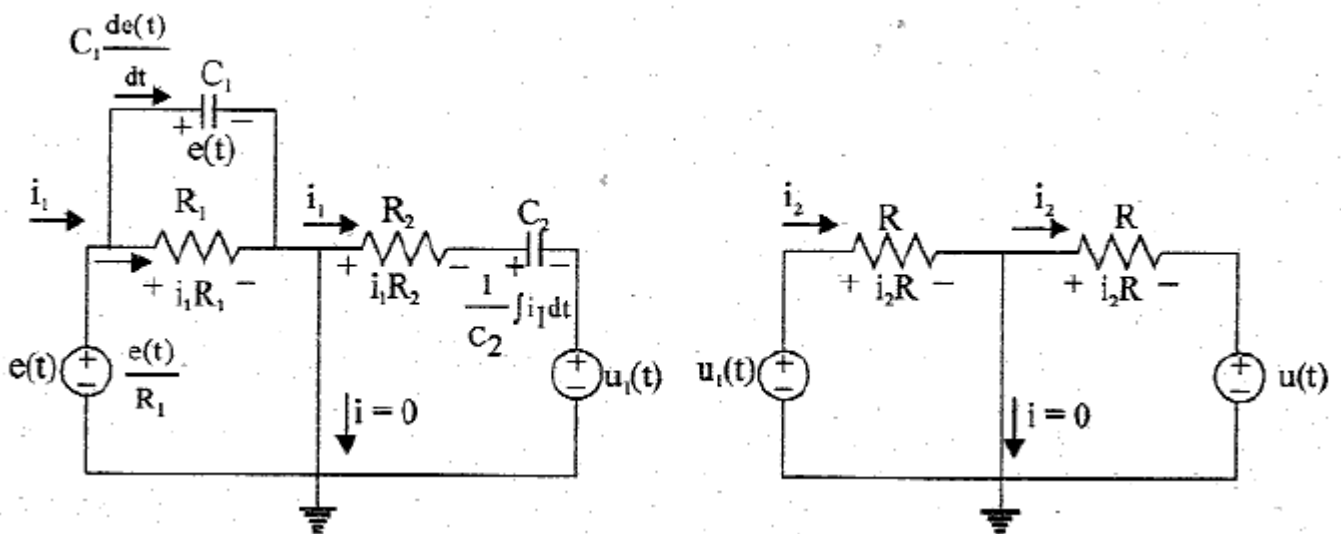 C₁ de(t)
dt
C₁
+ −
e(t)
i₁
R₁
+ i₁R₁ −
i₁
R₂
+ −
i₁R₂
C₂
+ −
1
C₂ ∫i₁dt
e(t)
+
−
e(t)
R₁
i = 0
+
−
u₁(t)
i₂
R
+ i₂R −
i₂
R
+ i₂R −
u₁(t)
+
−
i = 0
+
−
u(t)